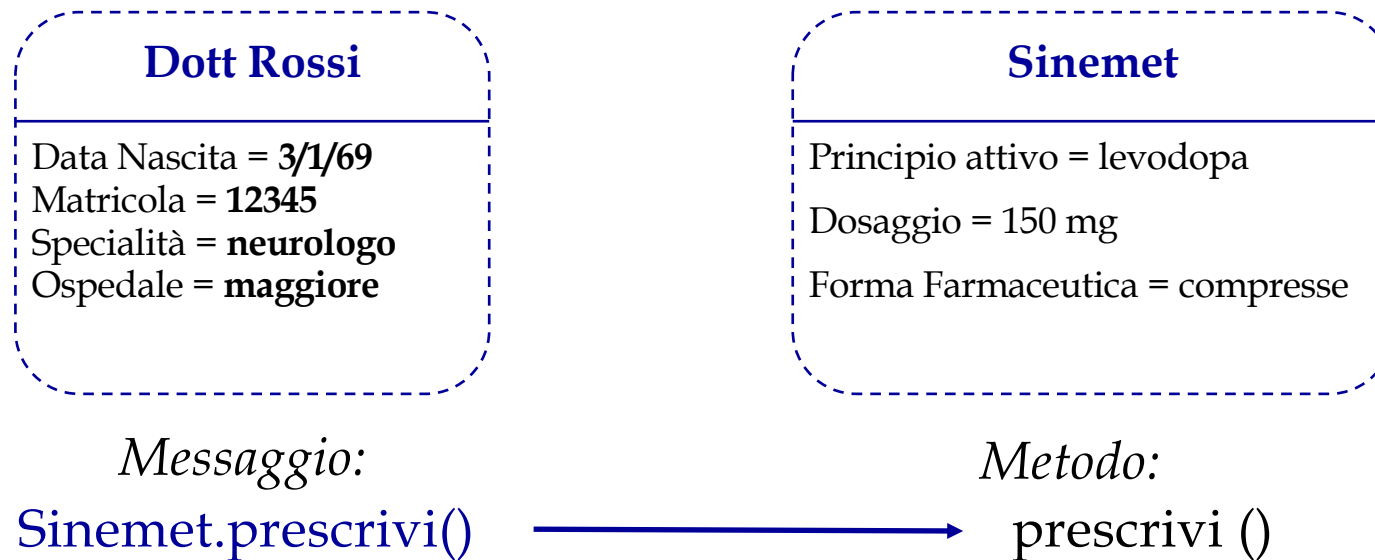 Dott Rossi
Data Nascita = 3/1/69
Matricola = 12345
Specialità = neurologo
Ospedale = maggiore
Sinemet
Principio attivo = levodopa
Dosaggio = 150 mg
Forma Farmaceutica = compresse
Messaggio:
Sinemet.prescrivi()
Metodo:
prescrivi ()